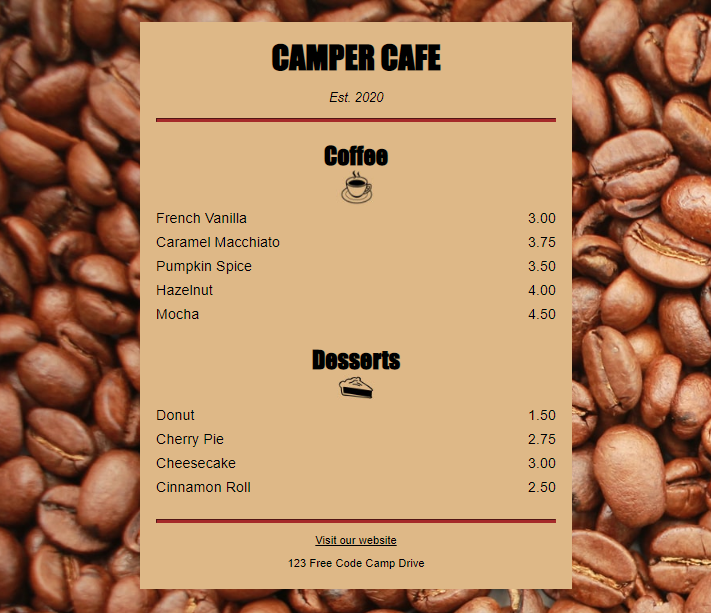 CAMPER CAFE
Est. 2020
Coffee
French Vanilla 3.00
Caramel Macchiato 3.75
Pumpkin Spice 3.50
Hazelnut 4.00
Mocha 4.50
Desserts
Donut 1.50
Cherry Pie 2.75
Cheesecake 3.00
Cinnamon Roll 2.50
Visit our website
123 Free Code Camp Drive